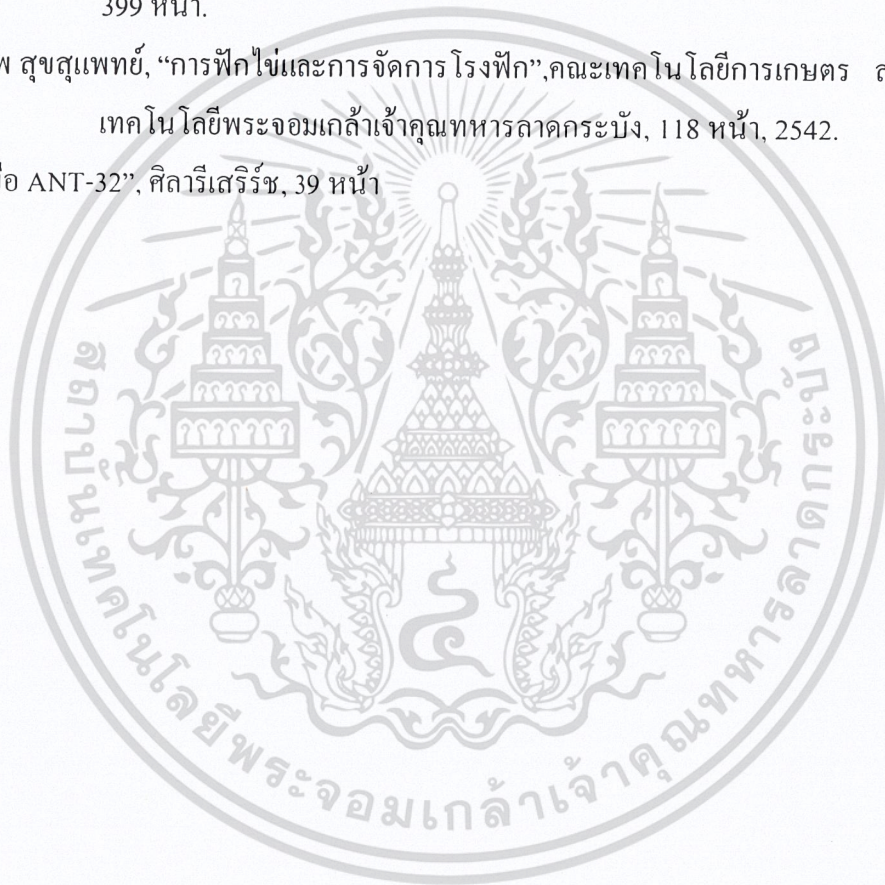 399 หน้า.
พ สุขสุแพทย์, “การฟักไข่และการจัดการโรงฟัก”,คณะเทคโนโลยีการเกษตร ส
เทคโนโลยีพระจอมเกล้าเจ้าคุณทหารลาดกระบัง, 118 หน้า, 2542.
มือ ANT-32”, ศิลารีเสริร์ช, 39 หน้า
สถาบันเทคโนโลยีพระจอมเกล้าเจ้าคุณทหารลาดกระบัง